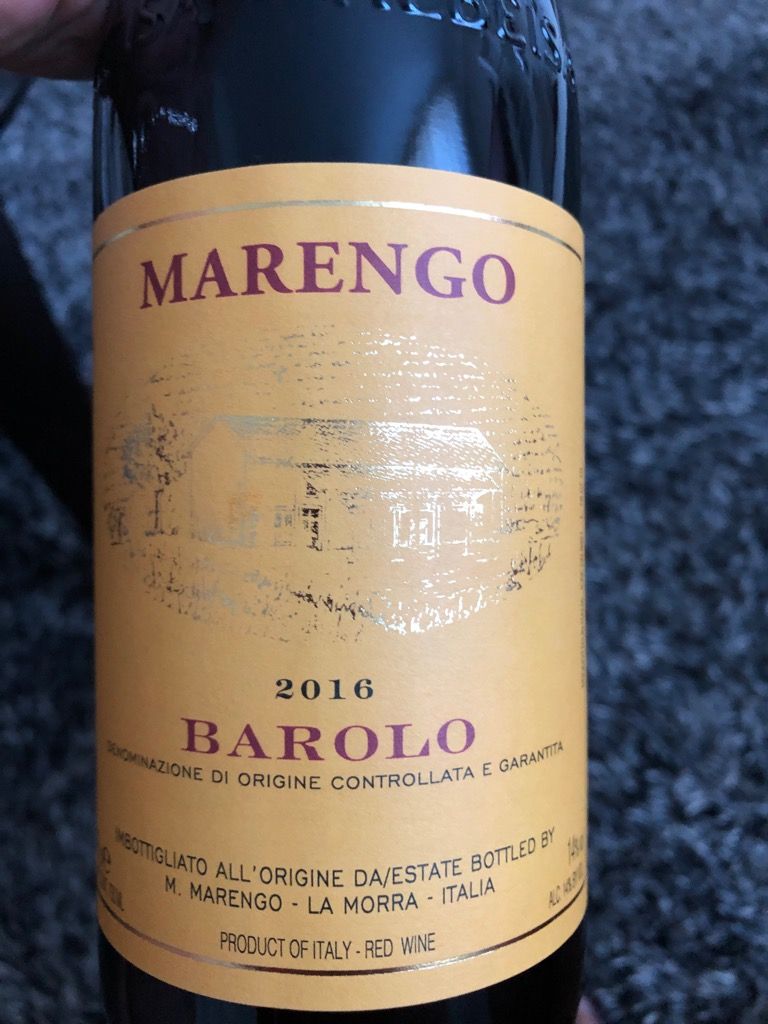 MARENGO
2016
BAROLO
DENOMINAZIONE DI ORIGINE CONTROLLATA E GARANTITA
IMBOTTIGLIATO ALL'ORIGINE DA/ESTATE BOTTLED BY
M. MARENGO - LA MORRA - ITALIA
PRODUCT OF ITALY - RED WINE